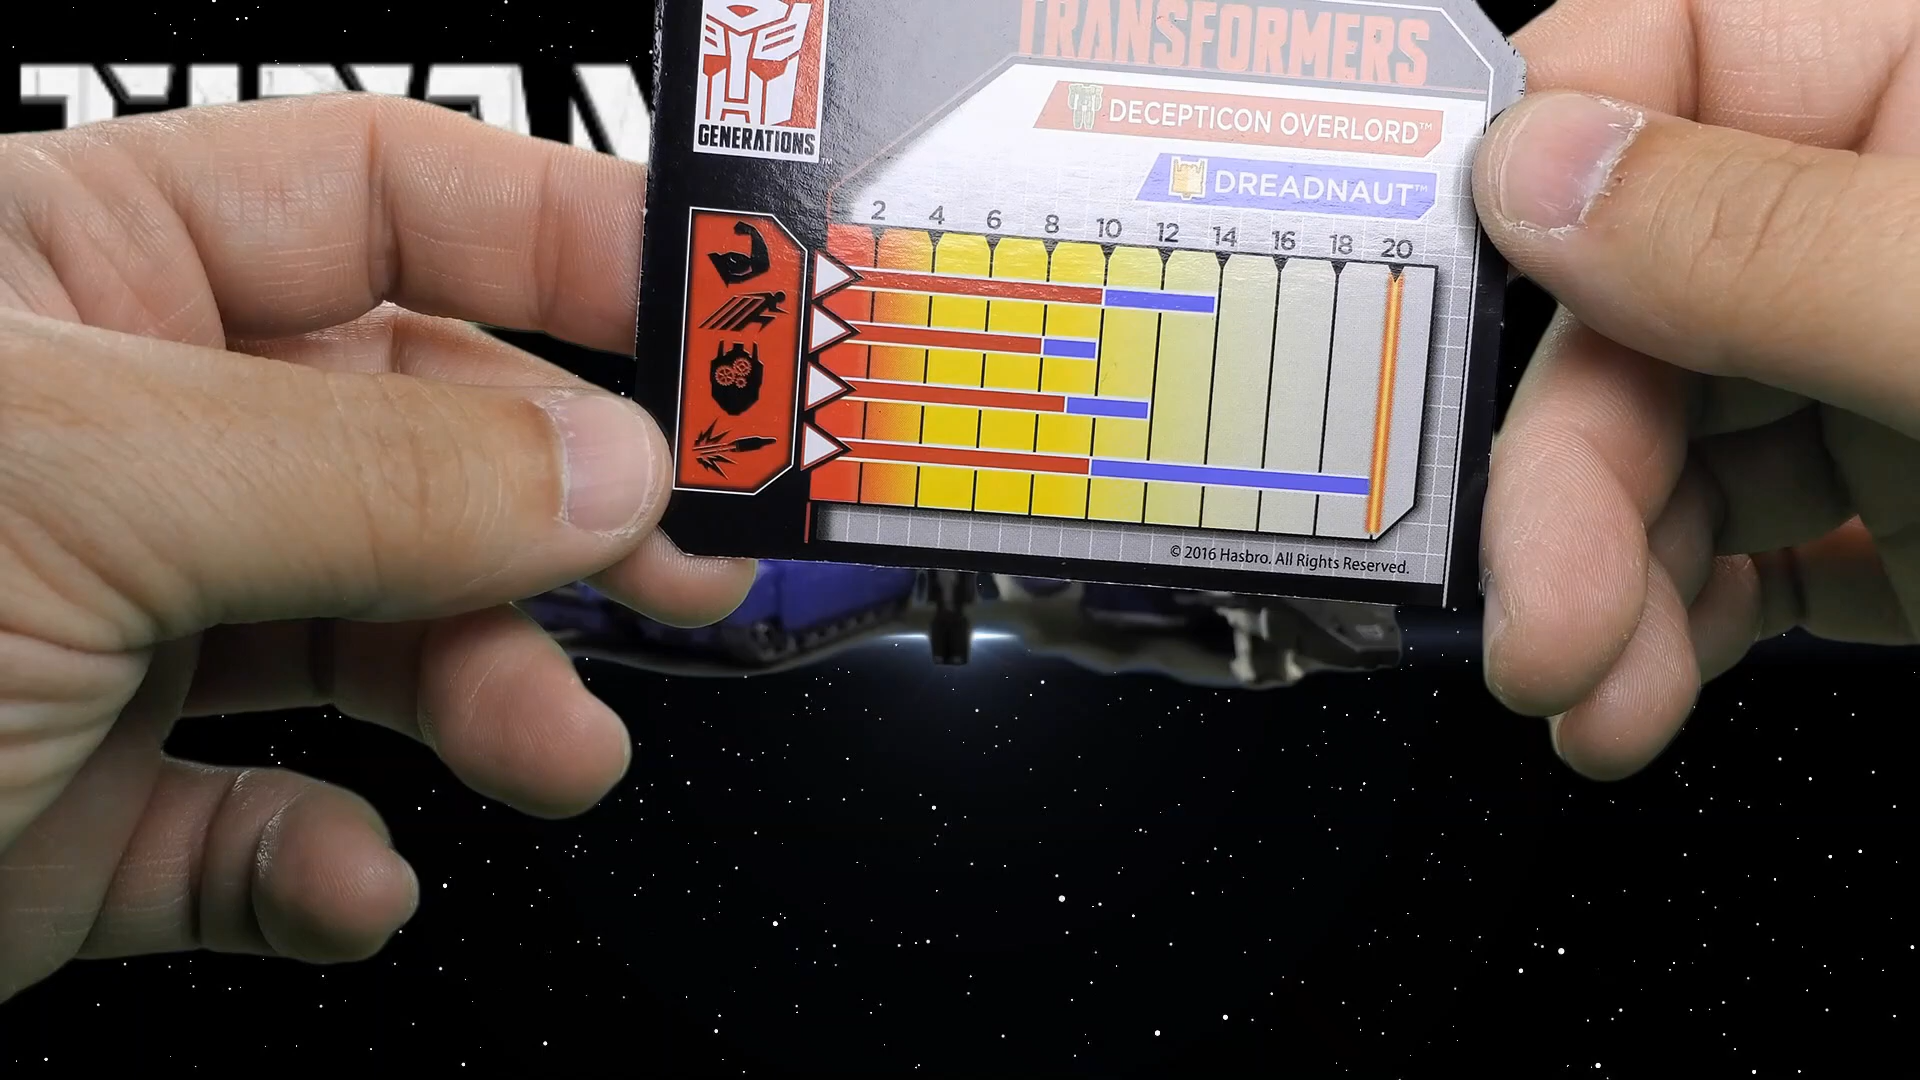 TRANSFORMERS
GENERATIONS
DECEPTICON OVERLORD™
DREADNAUT™
2 4 6 8 10 12 14 16 18 20
© 2016 Hasbro. All Rights Reserved.